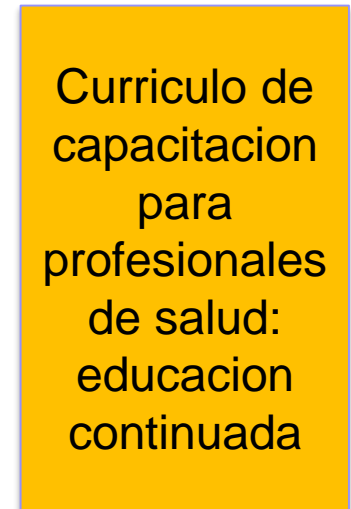 Curriculo de
capacitacion
para
profesionales
de salud:
educacion
continuada